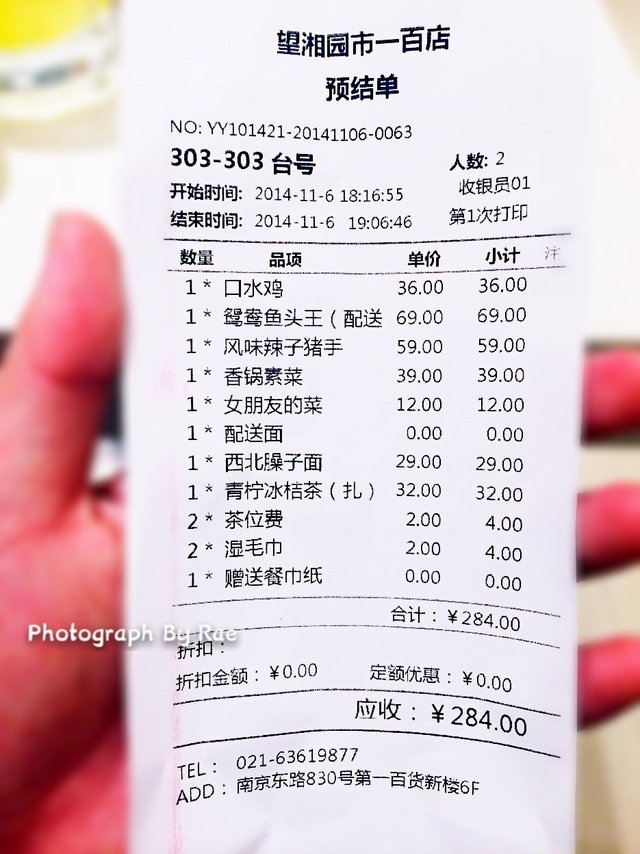 望湘园市一百店
预结单
NO: YY101421-20141106-0063
303-303 台号 人数: 2
收银员01
开始时间: 2014-11-6 18:16:55
结束时间: 2014-11-6 19:06:46 第1次打印
数量 品项 单价 小计 注
1 * 口水鸡 36.00 36.00
1 * 鸳鸯鱼头王（配送 69.00 69.00
1 * 风味辣子猪手 59.00 59.00
1 * 香锅素菜 39.00 39.00
1 * 女朋友的菜 12.00 12.00
1 * 配送面 0.00 0.00
1 * 西北臊子面 29.00 29.00
1 * 青柠冰桔茶（扎） 32.00 32.00
2 * 茶位费 2.00 4.00
2 * 湿毛巾 2.00 4.00
1 * 赠送餐巾纸 0.00 0.00
合计：￥284.00
Photograph By Rae
折扣：
折扣金额：￥0.00 定额优惠：￥0.00
应收：￥284.00
TEL： 021-63619877
ADD：南京东路830号第一百货新楼6F